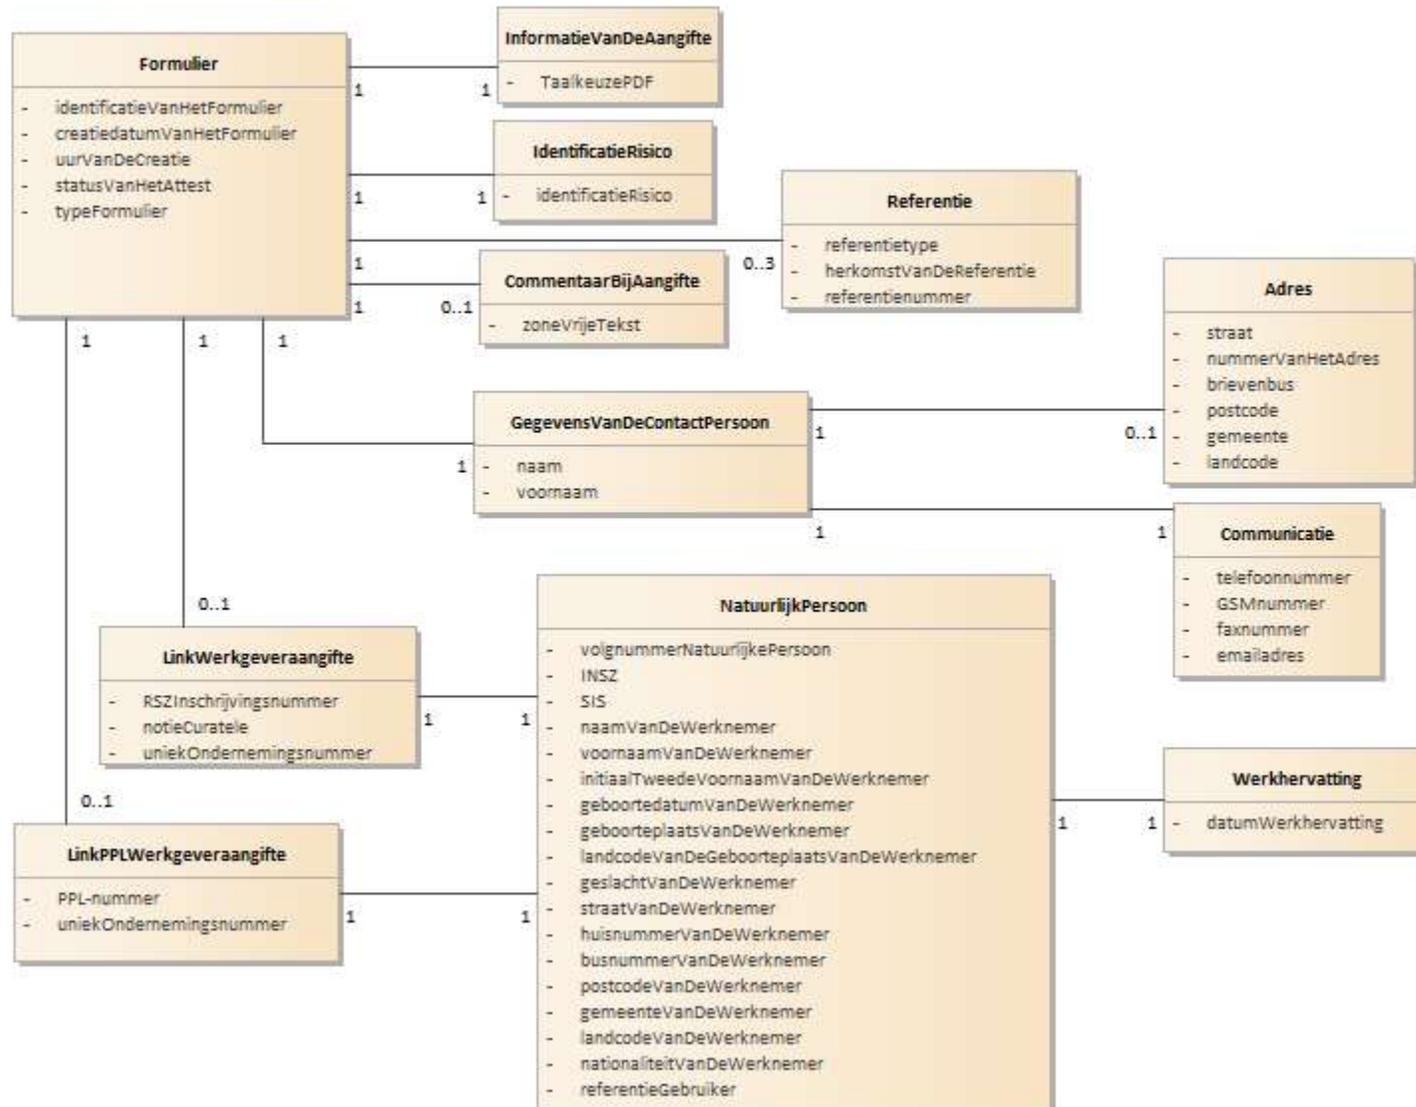 Formulier
- identificatieVanHetFormulier
- creatiedatumVanHetFormulier
- uurVanDeCreatie
- statusVanHetAttest
- typeFormulier
1
1
InformatieVanDeAangifte
- TaalkeuzePDF
1
1
IdentificatieRisico
- identificatieRisico
1
0..3
Referentie
- referentietype
- herkomstVanDeReferentie
- referentienummer
1
0..1
CommentaarBijAangifte
- zoneVrijeTekst
1
1
1
1
GegevensVanDeContactPersoon
- naam
- voornaam
1
0..1
Adres
- straat
- nummerVanHetAdres
- brievenbus
- postcode
- gemeente
- landcode
1
1
Communicatie
- telefoonnummer
- GSMnummer
- faxnummer
- emailadres
0..1
LinkWerkgeveraangifte
- RSZInschrijvingsnummer
- notieCuratele
- uniekOndernemingsnummer
1
1
0..1
LinkPPLWerkgeveraangifte
- PPL-nummer
- uniekOndernemingsnummer
1
1
NatuurlijkPersoon
- volgnummerNatuurijkePersoon
- INSZ
- SIS
- naamVanDeWerknemer
- voornaamVanDeWerknemer
- initiaalTweedeVoornaamVanDeWerknemer
- geboortedatumVanDeWerknemer
- geboorteplaatsVanDeWerknemer
- landcodeVanDeGeboorteplaatsVanDeWerknemer
- geslachtVanDeWerknemer
- straatVanDeWerknemer
- huisnummerVanDeWerknemer
- busnummerVanDeWerknemer
- postcodeVanDeWerknemer
- gemeenteVanDeWerknemer
- landcodeVanDeWerknemer
- nationaliteitVanDeWerknemer
- referentieGebruiker
1
1
Werkhervatting
- datumWerkhervatting